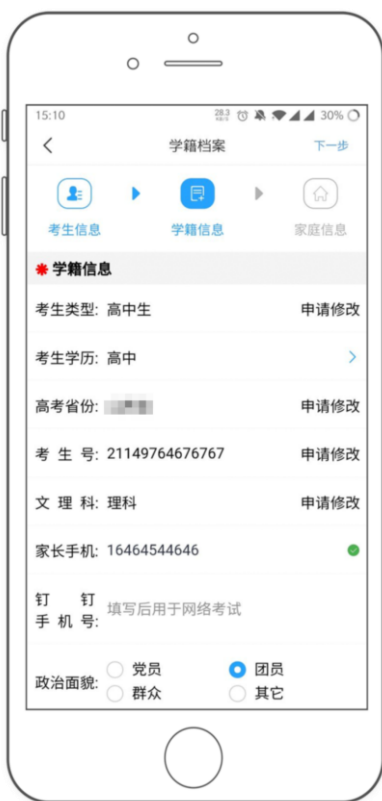 15:10 30%
学籍档案 下一步
考生信息 学籍信息 家庭信息
学籍信息
考生类型: 高中生 申请修改
考生学历: 高中
高考省份: 申请修改
考 生 号: 21149764676767 申请修改
文 理 科: 理科 申请修改
家长手机: 16464544646
钉 钉
手 机 号: 填写后用于网络考试
政治面貌: 党员 团员
群众 其它